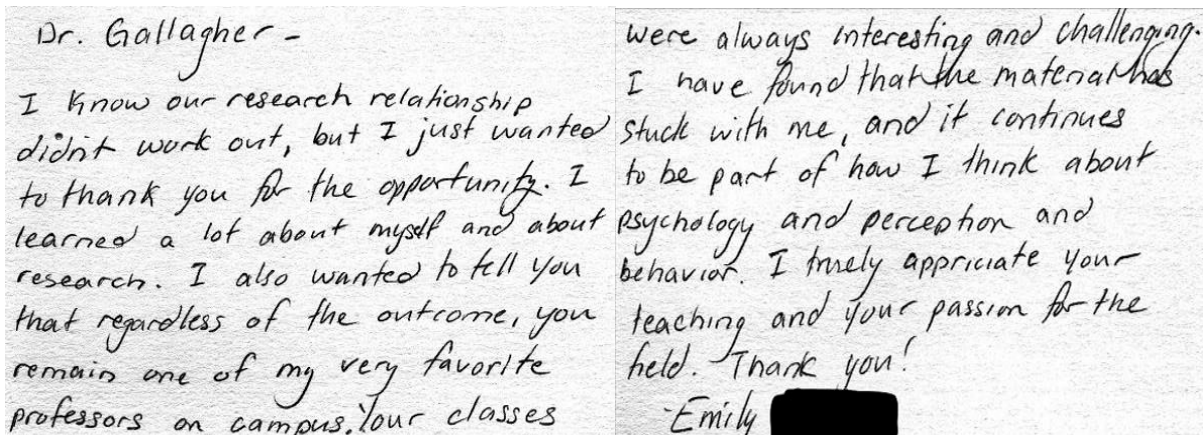 Dr. Gallagher –
I know our research relationship
didn't work out, but I just wanted
to thank you for the opportunity. I
learned a lot about myself and about
research. I also wanted to tell you
that regardless of the outcome, you
remain one of my very favorite
professors on campus. Your classes
were always interesting and challenging.
I have found that the material has
stuck with me, and it continues
to be part of how I think about
psychology and perception and
behavior. I truely appriciate your
teaching and your passion for the
field. Thank you!
-Emily